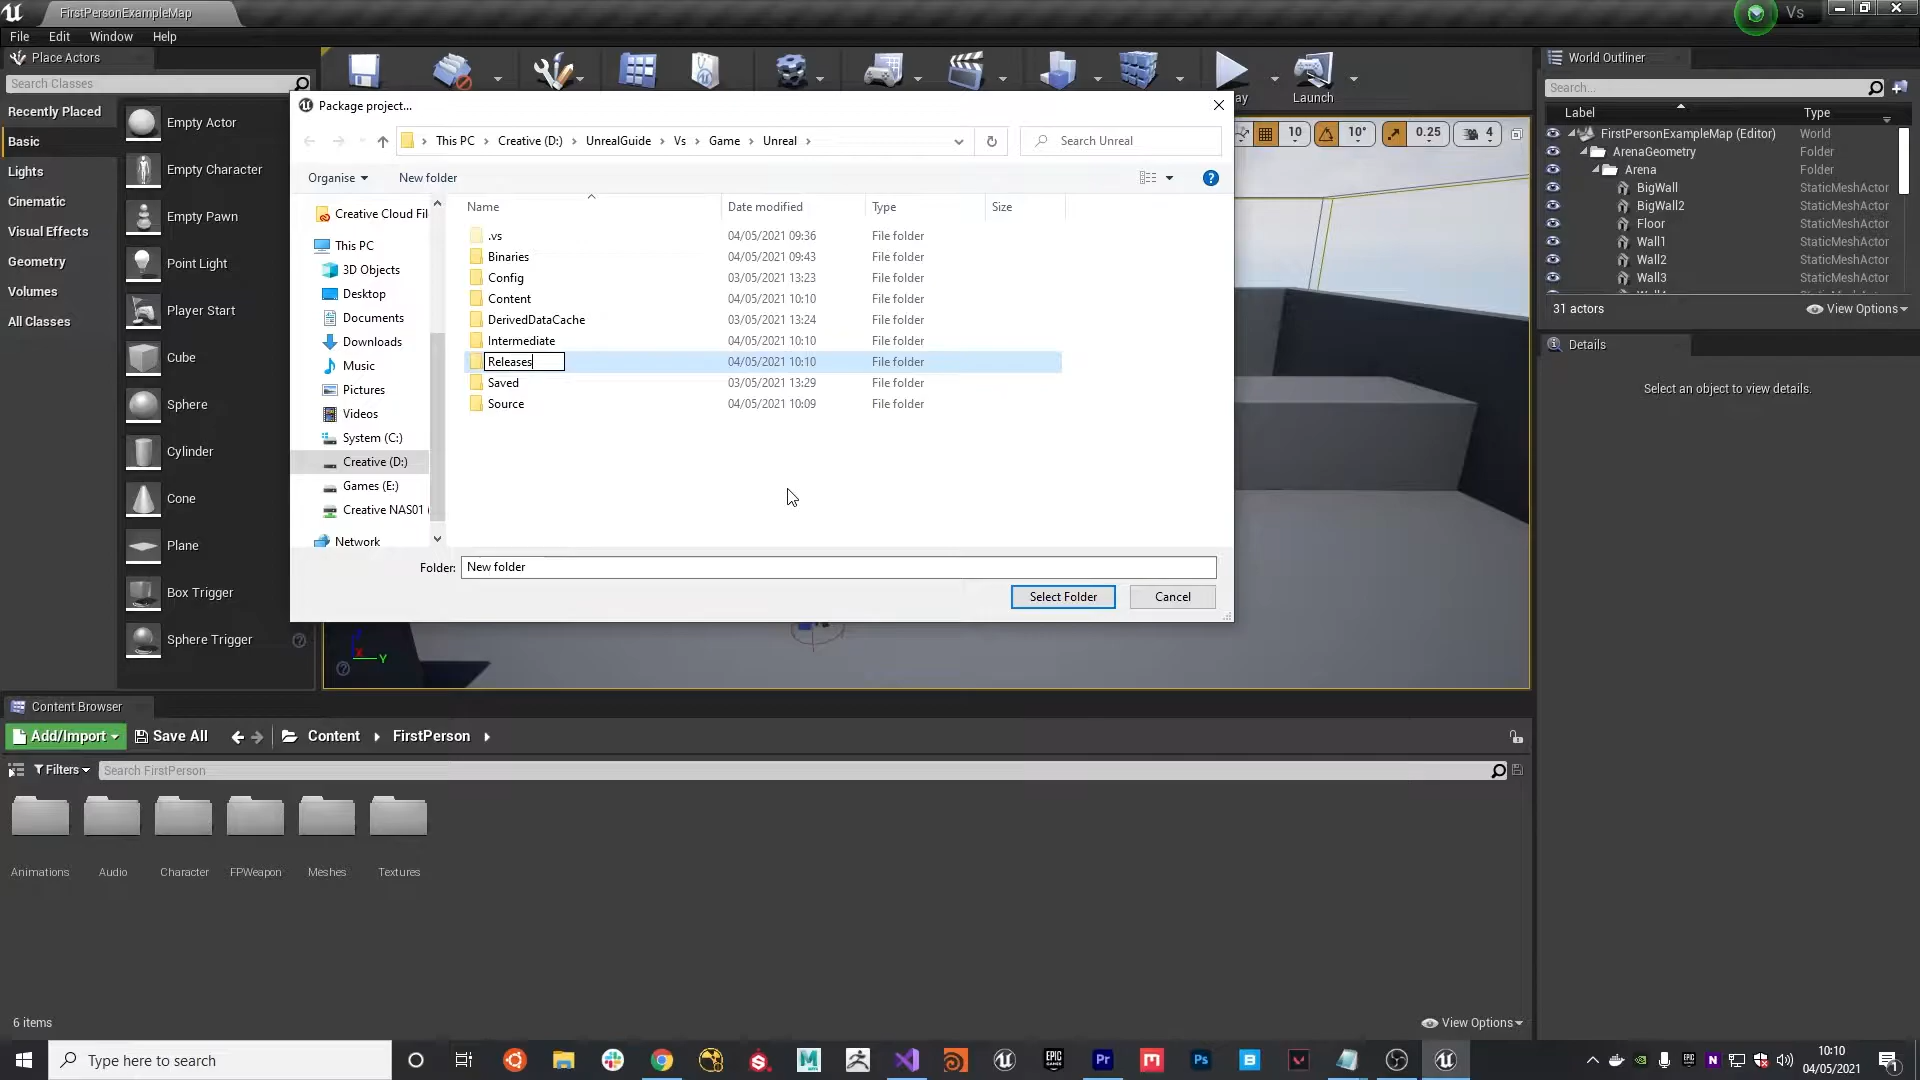 FirstPersonExampleMap
Vs
File Edit Window Help
Place Actors
Search Classes
Recently Placed
Basic
Lights
Cinematic
Visual Effects
Geometry
Volumes
All Classes
Empty Actor
Empty Character
Empty Pawn
Point Light
Player Start
Cube
Sphere
Cylinder
Cone
Plane
Box Trigger
Sphere Trigger
Launch
Package project...
This PC › Creative (D:) › UnrealGuide › Vs › Game › Unreal ›
Search Unreal
Organise New folder
Creative Cloud Fil
This PC
3D Objects
Desktop
Documents
Downloads
Music
Pictures
Videos
System (C:)
Creative (D:)
Games (E:)
Creative NAS01 (
Network
Name Date modified Type Size
.vs 04/05/2021 09:36 File folder
Binaries 04/05/2021 09:43 File folder
Config 03/05/2021 13:23 File folder
Content 04/05/2021 10:10 File folder
DerivedDataCache 03/05/2021 13:24 File folder
Intermediate 04/05/2021 10:10 File folder
Releases 04/05/2021 10:10 File folder
Saved 03/05/2021 13:29 File folder
Source 04/05/2021 10:09 File folder
Folder: New folder
Select Folder Cancel
10 10° 0.25 4
X Y
World Outliner
Search...
Label Type
FirstPersonExampleMap (Editor) World
ArenaGeometry Folder
Arena Folder
BigWall StaticMeshActor
BigWall2 StaticMeshActor
Floor StaticMeshActor
Wall1 StaticMeshActor
Wall2 StaticMeshActor
Wall3 StaticMeshActor
31 actors View Options
Details
Select an object to view details.
Content Browser
Add/Import Save All Content FirstPerson
Filters Search FirstPerson
Animations Audio Character FPWeapon Meshes Textures
6 items View Options
Type here to search
10:10
04/05/2021